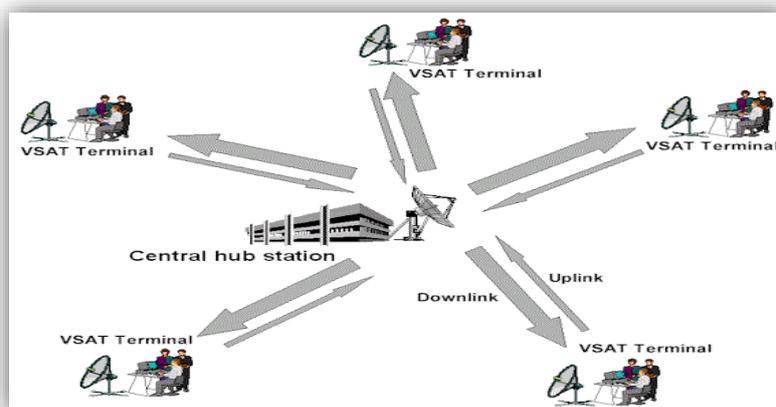 VSAT Terminal
VSAT Terminal
VSAT Terminal
Central hub station
Uplink
Downlink
VSAT Terminal
VSAT Terminal